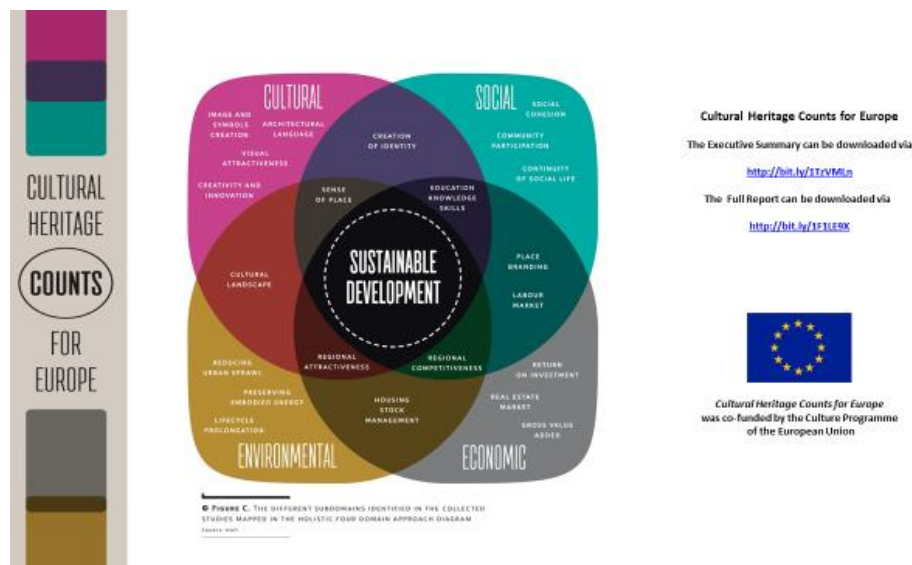 CULTURAL
HERITAGE
COUNTS
FOR
EUROPE
CULTURAL
IMAGE AND
SYMBOLS
CREATION
ARCHITECTURAL
LANGUAGE
VISUAL
ATTRACTIVENESS
CREATIVITY AND
INNOVATION
CREATION
OF IDENTITY
SOCIAL
SOCIAL
COHESION
COMMUNITY
PARTICIPATION
CONTINUITY
OF SOCIAL LIFE
SENSE
OF PLACE
EDUCATION
KNOWLEDGE
SKILLS
CULTURAL
LANDSCAPE
SUSTAINABLE
DEVELOPMENT
PLACE
BRANDING
LABOUR
MARKET
REGIONAL
ATTRACTIVENESS
REGIONAL
COMPETITIVENESS
REDUCING
URBAN SPRAWL
PRESERVING
EMBODIED ENERGY
LIFECYCLE
PROLONGATION
ENVIRONMENTAL
HOUSING
STOCK
MANAGEMENT
RETURN
ON INVESTMENT
REAL ESTATE
MARKET
GROSS VALUE
ADDED
ECONOMIC
FIGURE C. THE DIFFERENT SUBDOMAINS IDENTIFIED IN THE COLLECTED
STUDIES MAPPED IN THE HOLISTIC FOUR DOMAIN APPROACH DIAGRAM
Cultural Heritage Counts for Europe
The Executive Summary can be downloaded via
http://bit.ly/1TzVMLn
The Full Report can be downloaded via
http://bit.ly/1F1LE9X
Cultural Heritage Counts for Europe
was co-funded by the Culture Programme
of the European Union